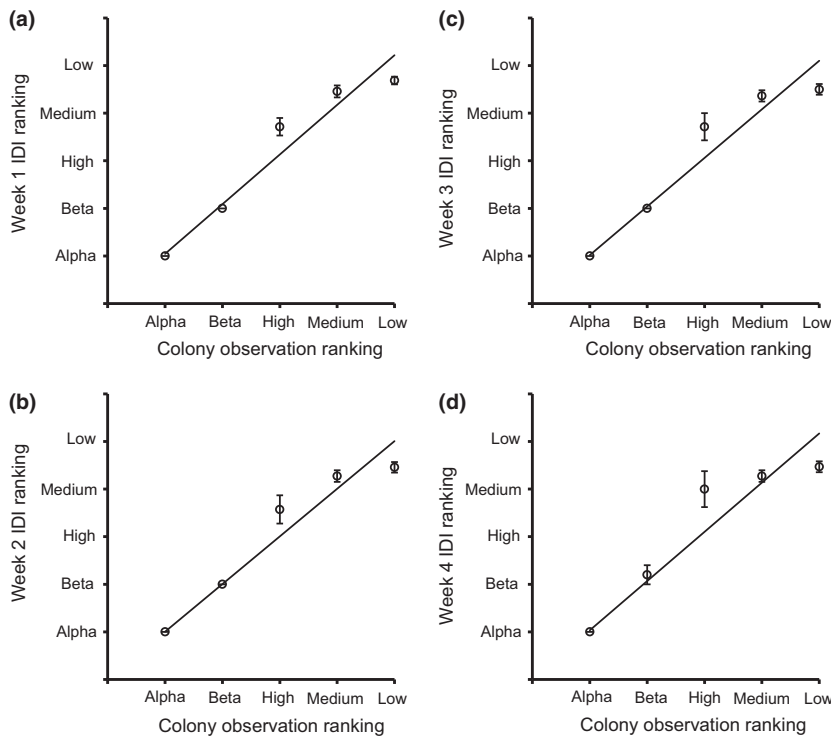 (a)
Week 1 IDI ranking
Low
Medium
High
Beta
Alpha
Alpha Beta High Medium Low
Colony observation ranking
(c)
Week 3 IDI ranking
Low
Medium
High
Beta
Alpha
Alpha Beta High Medium Low
Colony observation ranking
(b)
Week 2 IDI ranking
Low
Medium
High
Beta
Alpha
Alpha Beta High Medium Low
Colony observation ranking
(d)
Week 4 IDI ranking
Low
Medium
High
Beta
Alpha
Alpha Beta High Medium Low
Colony observation ranking